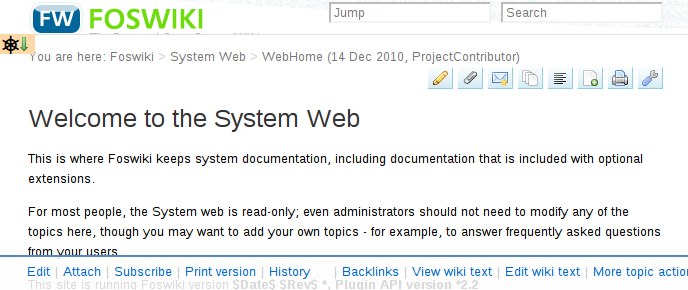 FW FOSWIKI
Jump
Search
You are here: Foswiki > System Web > WebHome (14 Dec 2010, ProjectContributor)
Welcome to the System Web
This is where Foswiki keeps system documentation, including documentation that is included with optional
extensions.
For most people, the System web is read-only; even administrators should not need to modify any of the
topics here, though you may want to add your own topics - for example, to answer frequently asked questions
from your users
Edit | Attach | Subscribe | Print version | History | Backlinks | View wiki text | Edit wiki text | More topic action
This site is running Foswiki version $Date$ $Rev$ *, Plugin API version *2.2